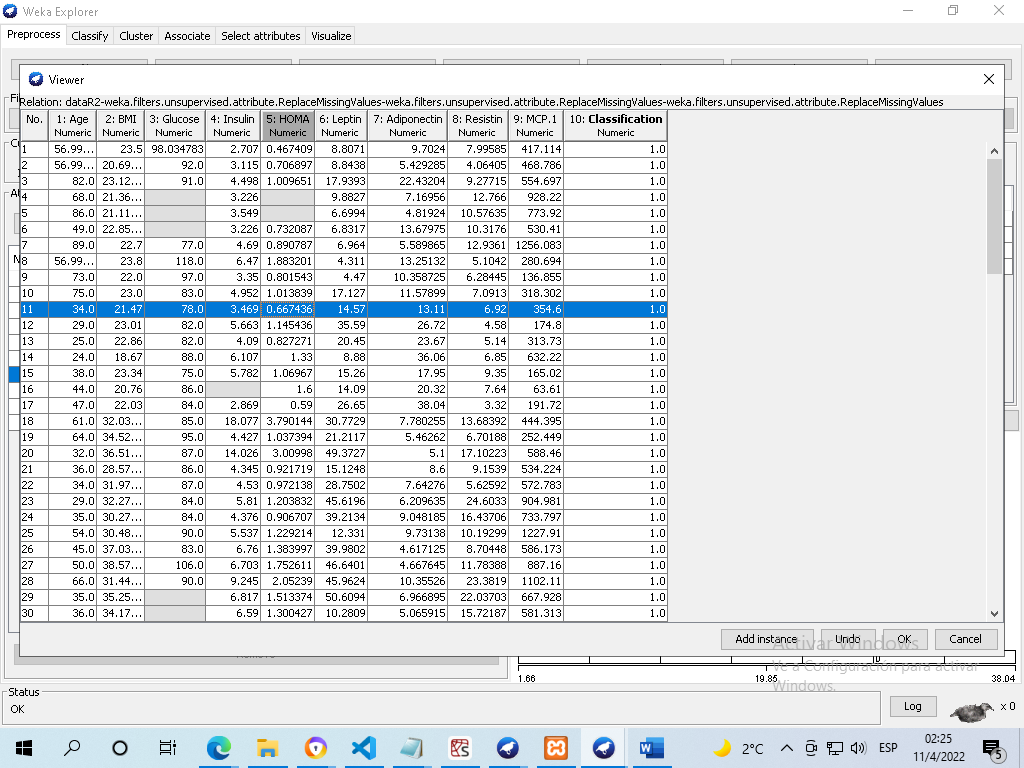 Weka Explorer
Preprocess Classify Cluster Associate Select attributes Visualize
Viewer
Relation: dataR2-weka.filters.unsupervised.attribute.ReplaceMissingValues-weka.filters.unsupervised.attribute.ReplaceMissingValues-weka.filters.unsupervised.attribute.ReplaceMissingValues
No. 1: Age 2: BMI 3: Glucose 4: Insulin 5: HOMA 6: Leptin 7: Adiponectin 8: Resistin 9: MCP.1 10: Classification
Numeric Numeric Numeric Numeric Numeric Numeric Numeric Numeric Numeric Numeric
1 56.99... 23.5 98.034783 2.707 0.467409 8.8071 9.7024 7.99585 417.114 1.0
2 56.99... 20.69... 92.0 3.115 0.706897 8.8438 5.429285 4.06405 468.786 1.0
3 82.0 23.12... 91.0 4.498 1.009651 17.9393 22.43204 9.27715 554.697 1.0
4 68.0 21.36... 3.226 9.8827 7.16956 12.766 928.22 1.0
5 86.0 21.11... 3.549 6.6994 4.81924 10.57635 773.92 1.0
6 49.0 22.85... 3.226 0.732087 6.8317 13.67975 10.3176 530.41 1.0
7 89.0 22.7 77.0 4.69 0.890787 6.964 5.589865 12.9361 1256.083 1.0
8 56.99... 23.8 118.0 6.47 1.883201 4.311 13.25132 5.1042 280.694 1.0
9 73.0 22.0 97.0 3.35 0.801543 4.47 10.358725 6.28445 136.855 1.0
10 75.0 23.0 83.0 4.952 1.013839 17.127 11.57899 7.0913 318.302 1.0
11 34.0 21.47 78.0 3.469 0.667436 14.57 13.11 6.92 354.6 1.0
12 29.0 23.01 82.0 5.663 1.145436 35.59 26.72 4.58 174.8 1.0
13 25.0 22.86 82.0 4.09 0.827271 20.45 23.67 5.14 313.73 1.0
14 24.0 18.67 88.0 6.107 1.33 8.88 36.06 6.85 632.22 1.0
15 38.0 23.34 75.0 5.782 1.06967 15.26 17.95 9.35 165.02 1.0
16 44.0 20.76 86.0 1.6 14.09 20.32 7.64 63.61 1.0
17 47.0 22.03 84.0 2.869 0.59 26.65 38.04 3.32 191.72 1.0
18 61.0 32.03... 85.0 18.077 3.790144 30.7729 7.780255 13.68392 444.395 1.0
19 64.0 34.52... 95.0 4.427 1.037394 21.2117 5.46262 6.70188 252.449 1.0
20 32.0 36.51... 87.0 14.026 3.00998 49.3727 5.1 17.10223 588.46 1.0
21 36.0 28.57... 86.0 4.345 0.921719 15.1248 8.6 9.1539 534.224 1.0
22 34.0 31.97... 87.0 4.53 0.972138 28.7502 7.64276 5.62592 572.783 1.0
23 29.0 32.27... 84.0 5.81 1.203832 45.6196 6.209635 24.6033 904.981 1.0
24 35.0 30.27... 84.0 4.376 0.906707 39.2134 9.048185 16.43706 733.797 1.0
25 54.0 30.48... 90.0 5.537 1.229214 12.331 9.73138 10.19299 1227.91 1.0
26 45.0 37.03... 83.0 6.76 1.383997 39.9802 4.617125 8.70448 586.173 1.0
27 50.0 38.57... 106.0 6.703 1.752611 46.6401 4.667645 11.78388 887.16 1.0
28 66.0 31.44... 90.0 9.245 2.05239 45.9624 10.35526 23.3819 1102.11 1.0
29 35.0 35.25... 6.817 1.513374 50.6094 6.966895 22.03703 667.928 1.0
30 36.0 34.17... 6.59 1.300427 10.2809 5.065915 15.72187 581.313 1.0
Add instance Undo OK Cancel
Activar Windows
Ve a Configuración para activar
Windows.
1.66 19.85 38.04
Status
OK
Log x 0
2°C ESP 02:25
11/4/2022 5